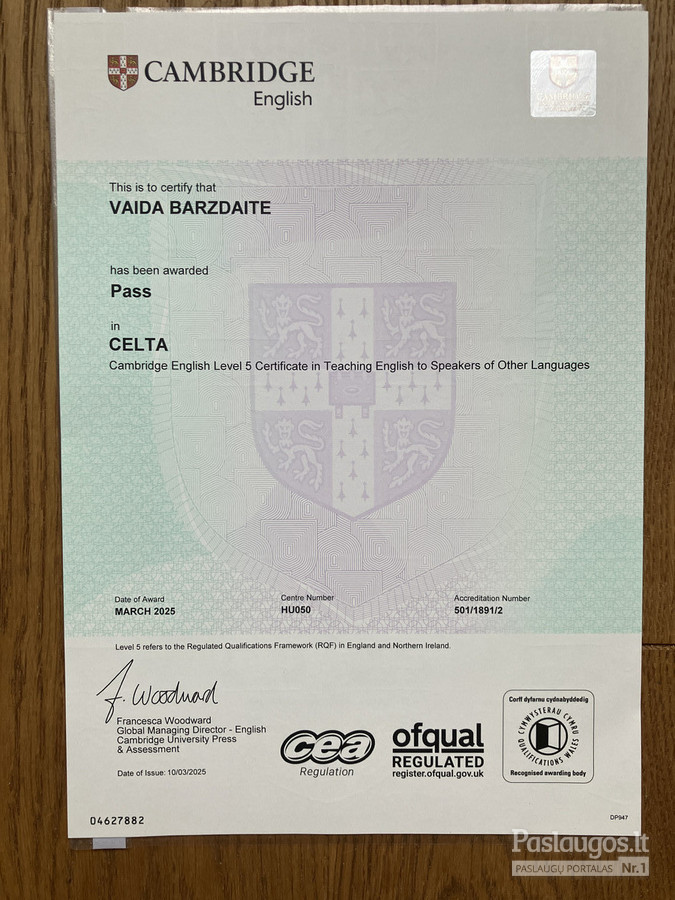 CAMBRIDGE
English
This is to certify that
VAIDA BARZDAITE
has been awarded
Pass
in
CELTA
Cambridge English Level 5 Certificate in Teaching English to Speakers of Other Languages
Date of Award
MARCH 2025
Centre Number
HU050
Accreditation Number
501/1891/2
Level 5 refers to the Regulated Qualifications Framework (RQF) in England and Northern Ireland.
F. Woodward
Francesca Woodward
Global Managing Director - English
Cambridge University Press
& Assessment
Date of Issue: 10/03/2025
cea
Regulation
ofqual
REGULATED
register.ofqual.gov.uk
Corff dyfarnu cydnabyddedig
CYMWYSTERAU CYMRU
QUALIFICATIONS WALES
Recognised awarding body
04627882
DP947
Paslaugos.lt
PASLAUGŲ PORTALAS Nr.1